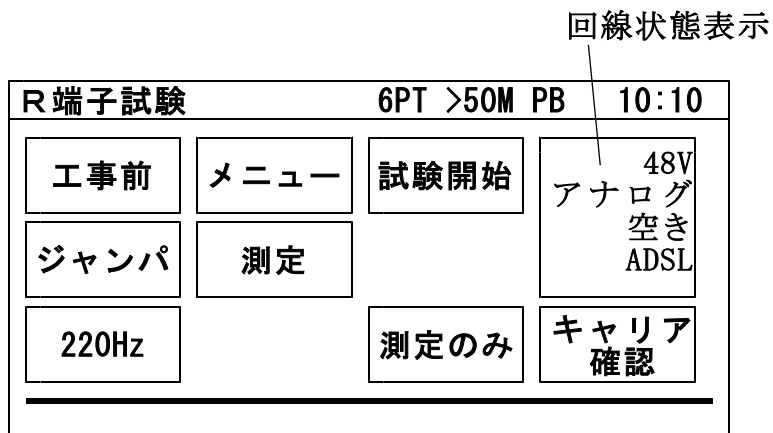 回線状態表示
R端子試験 6PT >50M PB 10:10
工事前 メニュー 試験開始
48V
アナログ
空き
ADSL
ジャンパ 測定
220Hz 測定のみ
キャリア
確認